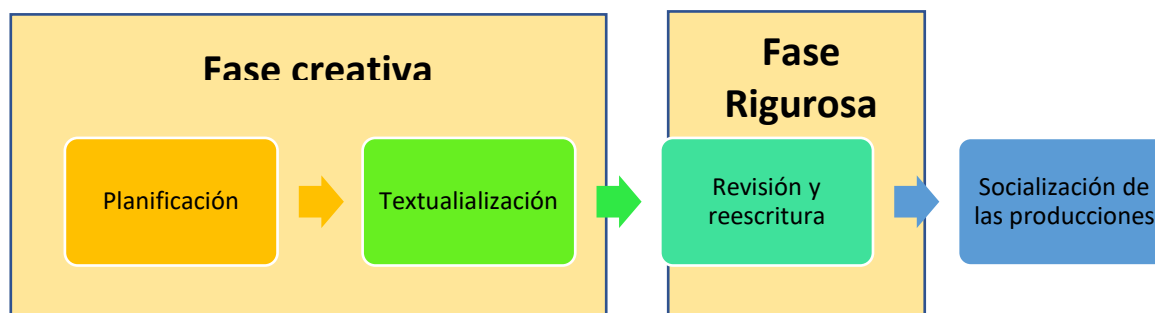 Fase creativa
Fase
Rigurosa
Planificación
Textualialización
Revisión y
reescritura
Socialización de
las producciones